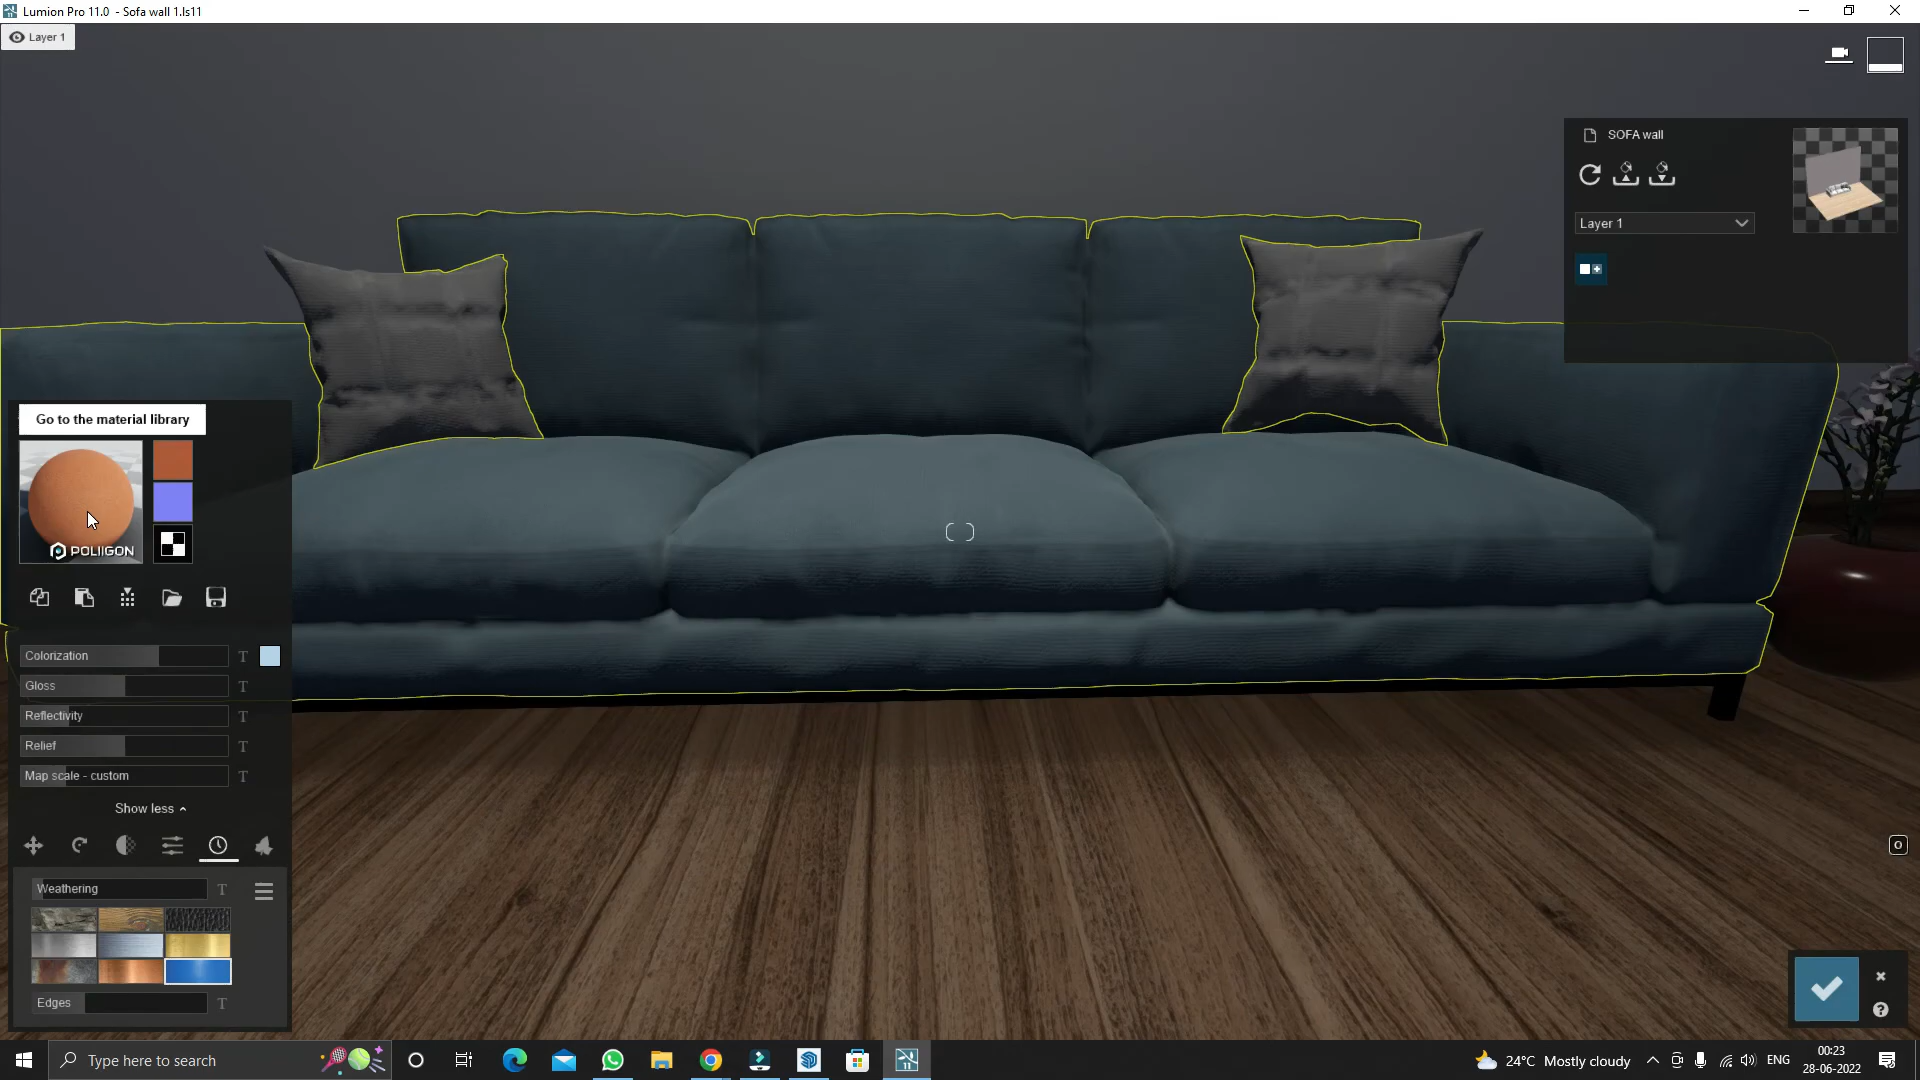 Lumion Pro 11.0 - Sofa wall 1.ls11
Layer 1
SOFA wall
Layer 1
Go to the material library
POLIIGON
Colorization T
Gloss T
Reflectivity T
Relief T
Map scale - custom T
Show less
Weathering T
Edges T
O
?
Type here to search
24°C Mostly cloudy
ENG
00:23
28-06-2022